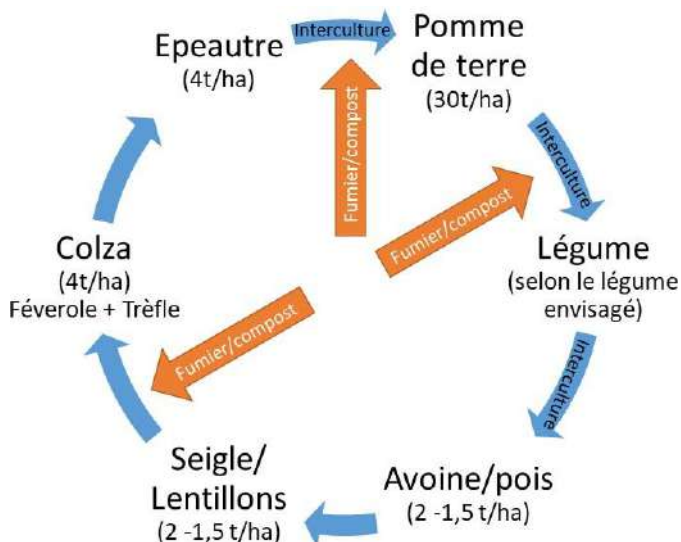 Epeautre
(4t/ha)
Interculture
Pomme
de terre
(30t/ha)
Interculture
Légume
(selon le légume
envisagé)
Interculture
Avoine/pois
(2 -1,5 t/ha)
Seigle/
Lentillons
(2 -1,5 t/ha)
Colza
(4t/ha)
Féverole + Trèfle
Fumier/compost
Fumier/compost
Fumier/compost